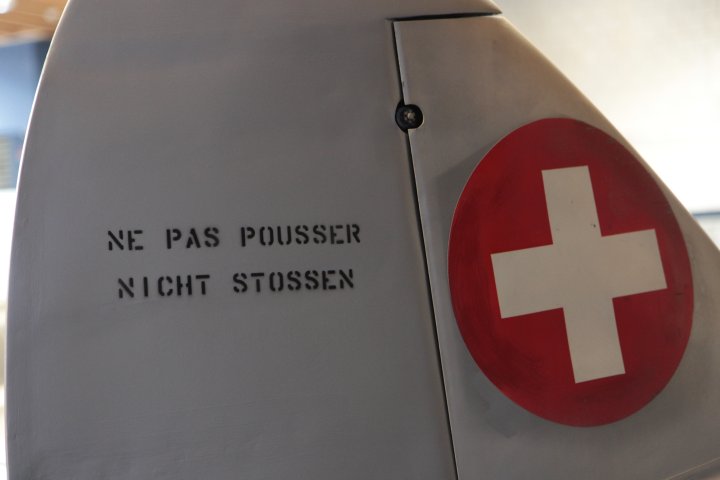 NE PAS POUSSER
NICHT STOSSEN